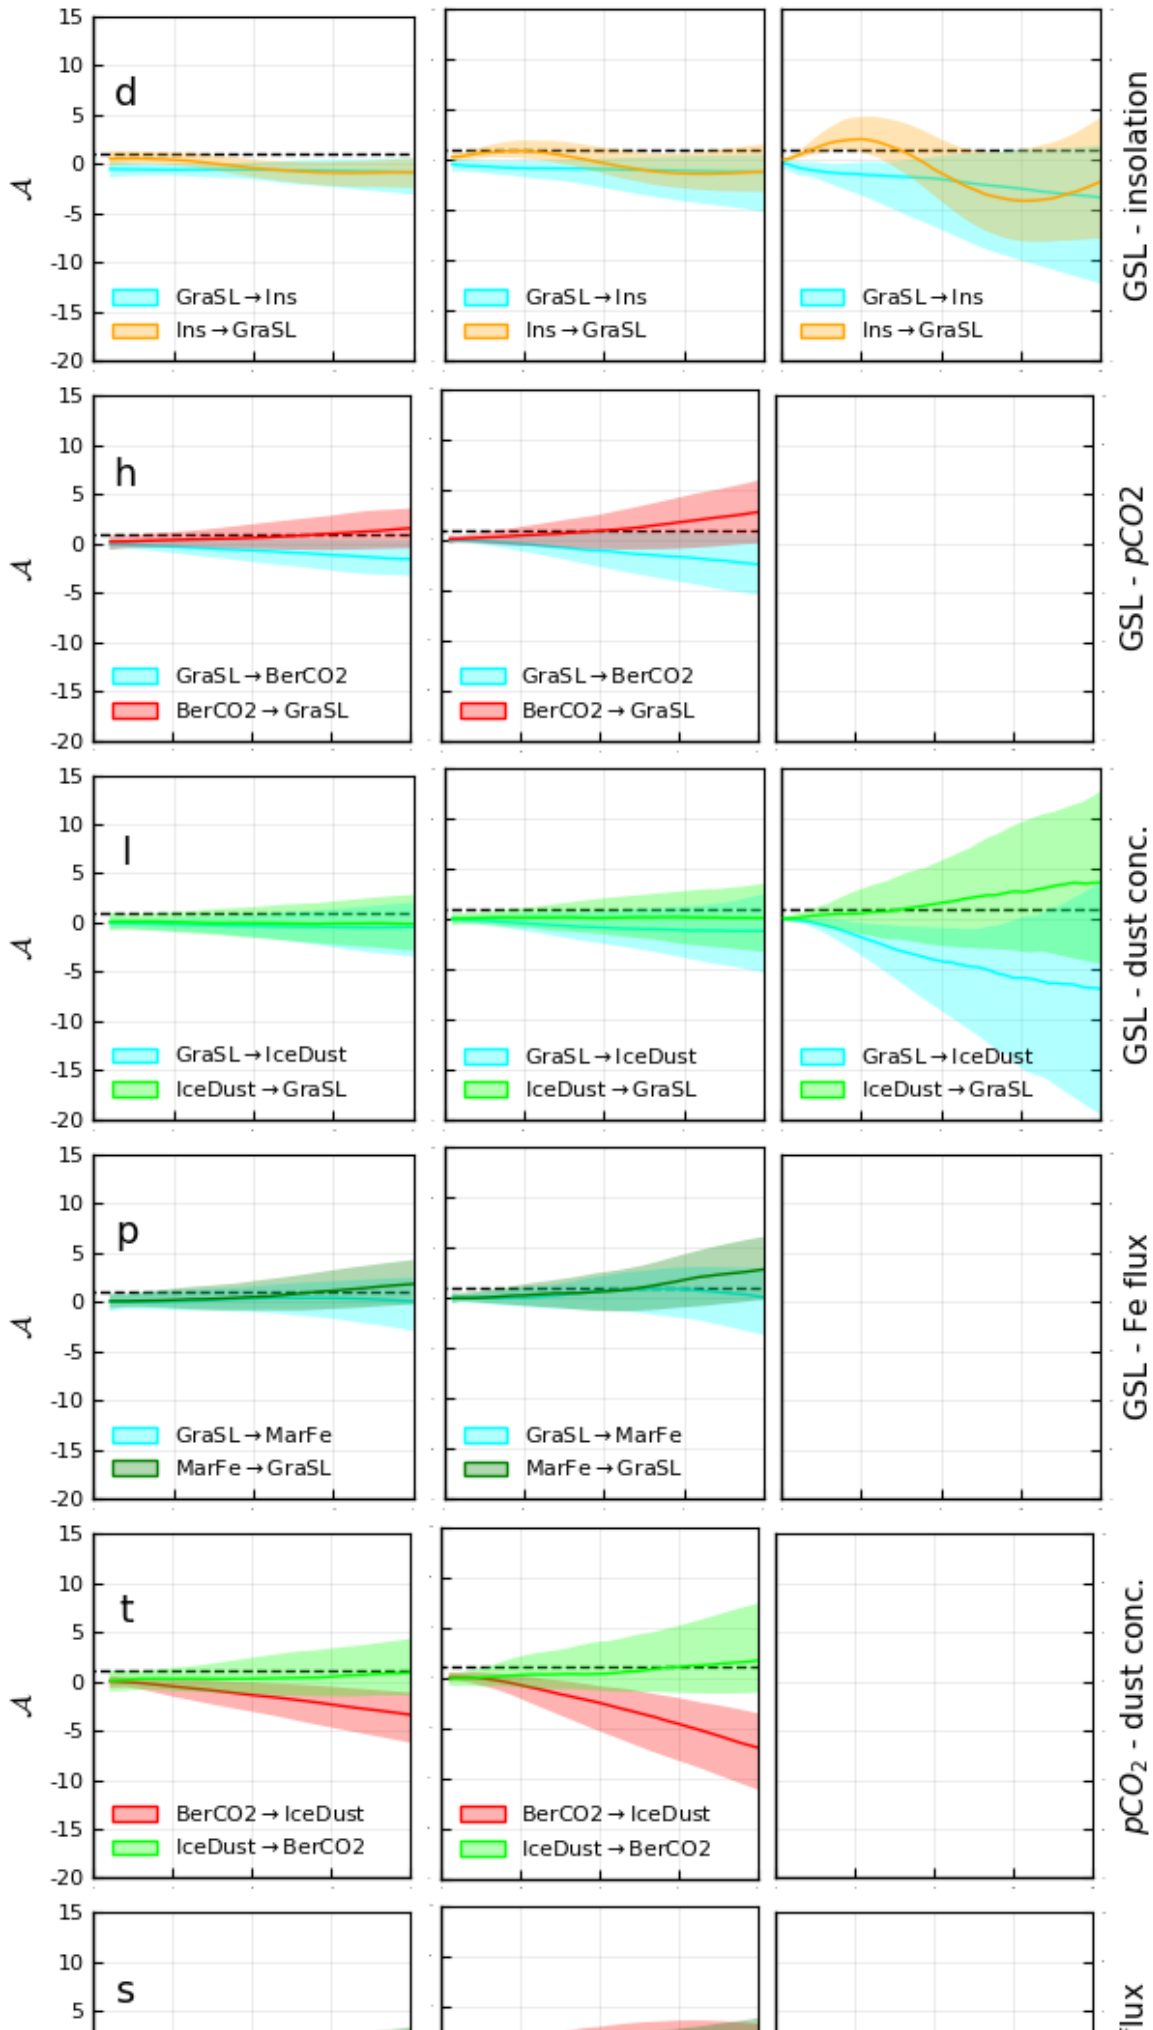 15
10
5
0
-5
-10
-15
-20
𝒜
d
GraSL→Ins
Ins→GraSL
GraSL→Ins
Ins→GraSL
GraSL→Ins
Ins→GraSL
GSL - insolation
15
10
5
0
-5
-10
-15
-20
𝒜
h
GraSL→BerCO2
BerCO2→GraSL
GraSL→BerCO2
BerCO2→GraSL
GSL - pCO2
15
10
5
0
-5
-10
-15
-20
𝒜
l
GraSL→IceDust
IceDust→GraSL
GraSL→IceDust
IceDust→GraSL
GraSL→IceDust
IceDust→GraSL
GSL - dust conc.
15
10
5
0
-5
-10
-15
-20
𝒜
p
GraSL→MarFe
MarFe→GraSL
GraSL→MarFe
MarFe→GraSL
GSL - Fe flux
15
10
5
0
-5
-10
-15
-20
𝒜
t
BerCO2→IceDust
IceDust→BerCO2
BerCO2→IceDust
IceDust→BerCO2
pCO₂ - dust conc.
15
10
5
s